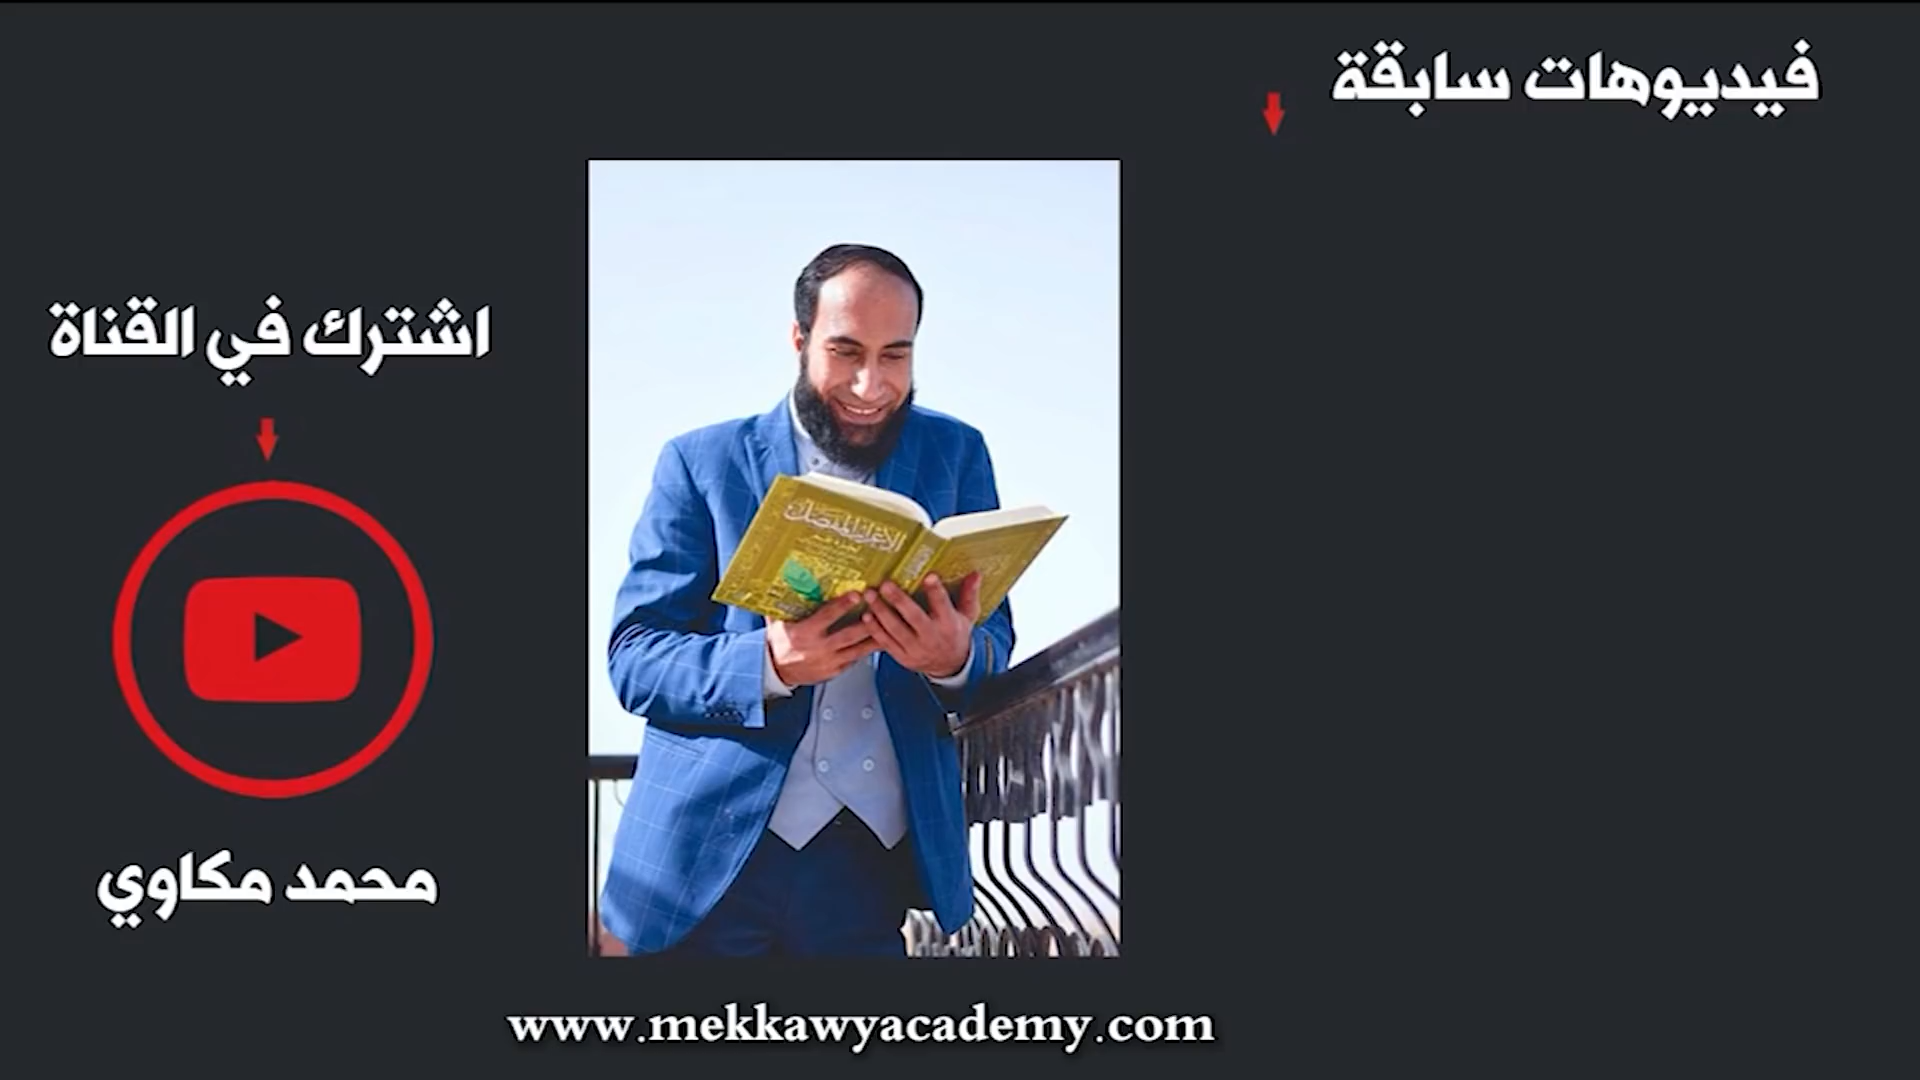 فيديوهات سابقة
اشترك في القناة
محمد مكاوي
www.mekkawyacademy.com